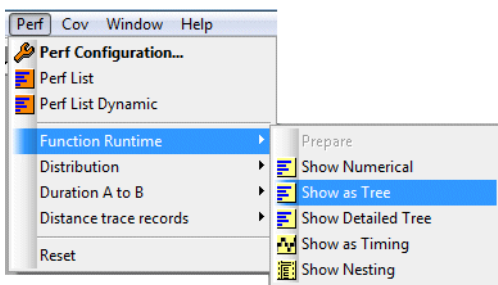 Perf Cov Window Help
Perf Configuration...
Perf List
Perf List Dynamic
Function Runtime
Distribution
Duration A to B
Distance trace records
Reset
Prepare
Show Numerical
Show as Tree
Show Detailed Tree
Show as Timing
Show Nesting